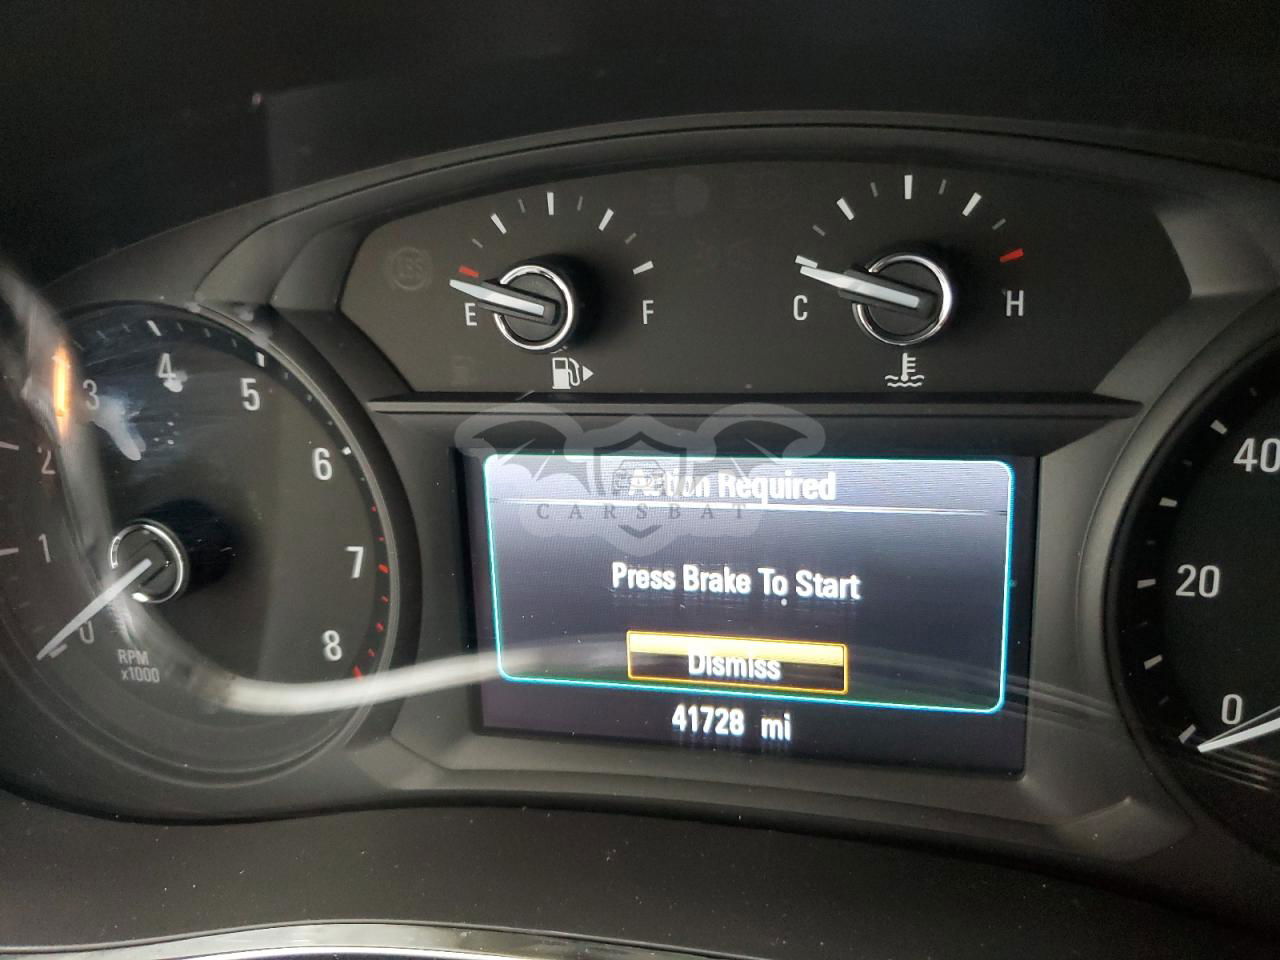 E
F
C
H
1
2
3
4
5
6
7
8
0
RPM
x1000
Action Required
CARSBAT
Press Brake To Start
Dismiss
41728 mi
40
20
0